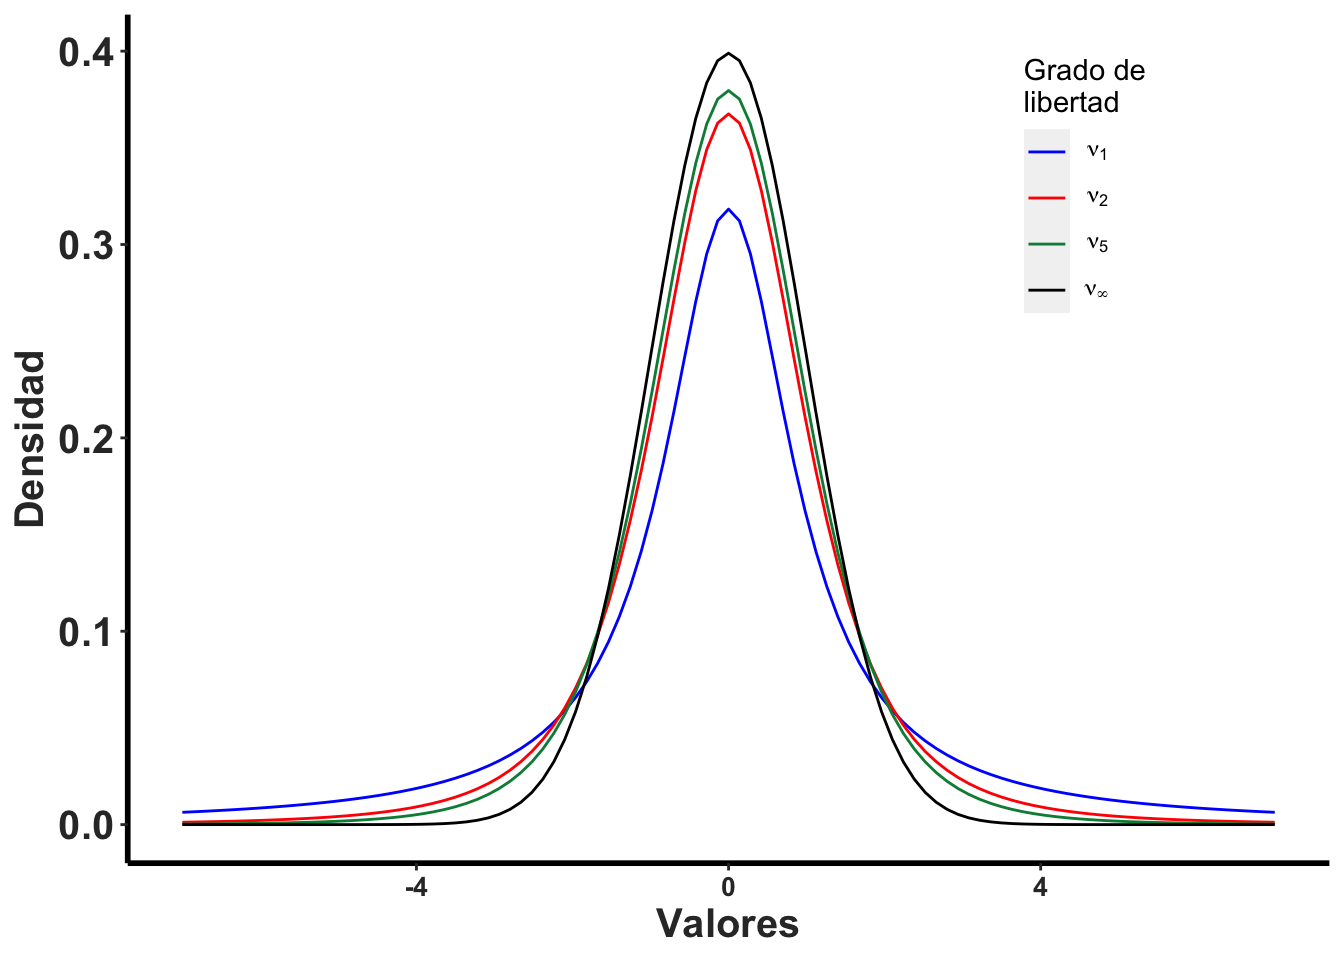 0.4
0.3
0.2
0.1
0.0
Densidad
-4 0 4
Valores
Grado de
libertad
ν1
ν2
ν5
ν∞